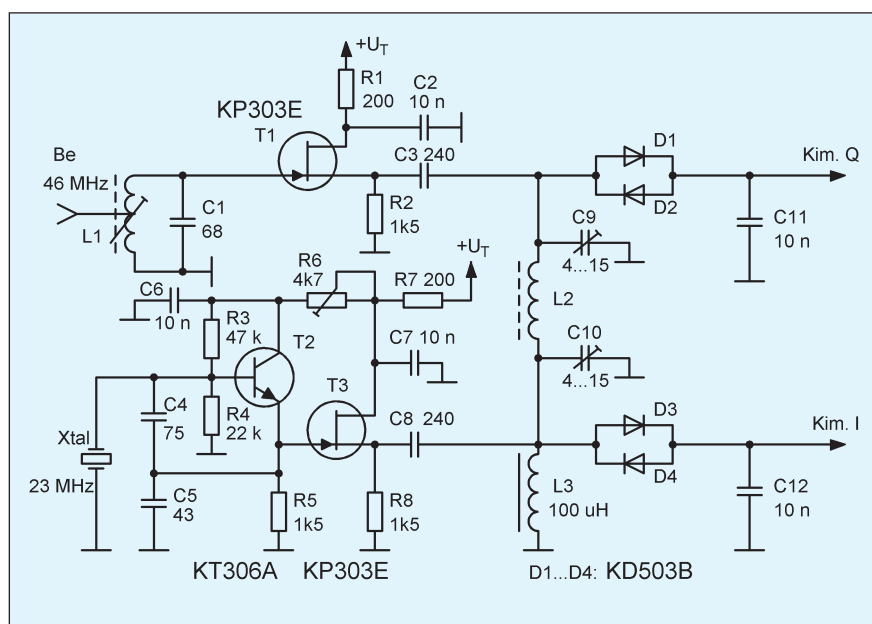 +U_T
R1
200
C2
10 n
KP303E
T1
Be
46 MHz
L1
C1
68
C3 240
R2
1k5
D1
D2
Kim. Q
C9
4...15
C11
10 n
+U_T
R6
4k7
R7 200
C6
10 n
R3
47 k
T2
L2
C7 10 n
C10
4...15
T3
R4
22 k
C4
75
Xtal
23 MHz
C5
43
C8 240
D3
D4
Kim. I
R5
1k5
R8
1k5
L3
100 uH
C12
10 n
KT306A
KP303E
D1...D4: KD503B